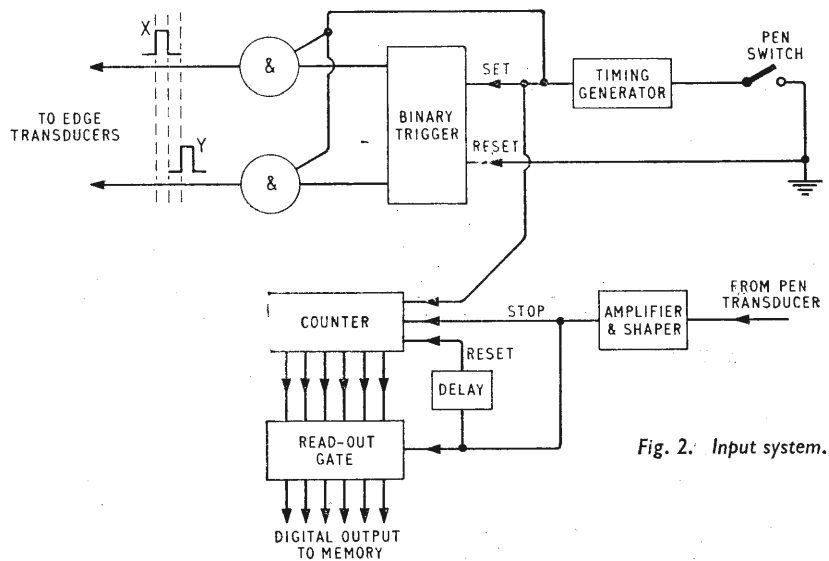 X
PEN
SWITCH
&
SET
TIMING
GENERATOR
TO EDGE
TRANSDUCERS
BINARY
TRIGGER
Y
RESET
&
FROM PEN
TRANSDUCER
COUNTER
STOP
AMPLIFIER
& SHAPER
RESET
DELAY
READ-OUT
GATE
Fig. 2. Input system.
DIGITAL OUTPUT
TO MEMORY